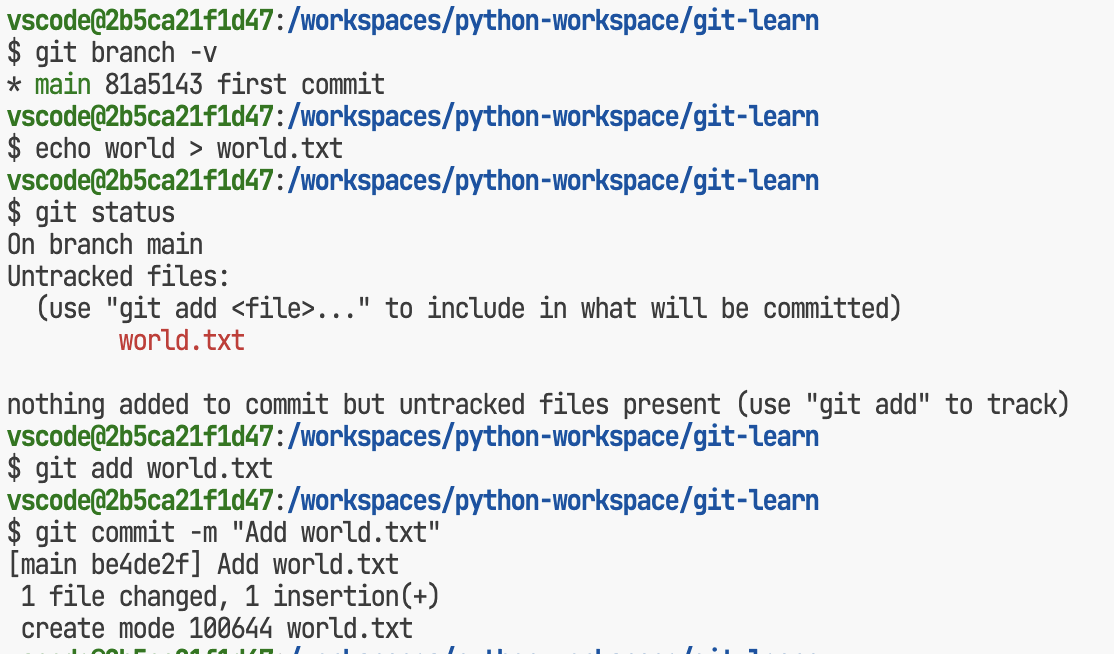 vscode@2b5ca21f1d47:/workspaces/python-workspace/git-learn
$ git branch -v
* main 81a5143 first commit
vscode@2b5ca21f1d47:/workspaces/python-workspace/git-learn
$ echo world > world.txt
vscode@2b5ca21f1d47:/workspaces/python-workspace/git-learn
$ git status
On branch main
Untracked files:
  (use "git add <file>..." to include in what will be committed)
        world.txt

nothing added to commit but untracked files present (use "git add" to track)
vscode@2b5ca21f1d47:/workspaces/python-workspace/git-learn
$ git add world.txt
vscode@2b5ca21f1d47:/workspaces/python-workspace/git-learn
$ git commit -m "Add world.txt"
[main be4de2f] Add world.txt
 1 file changed, 1 insertion(+)
 create mode 100644 world.txt